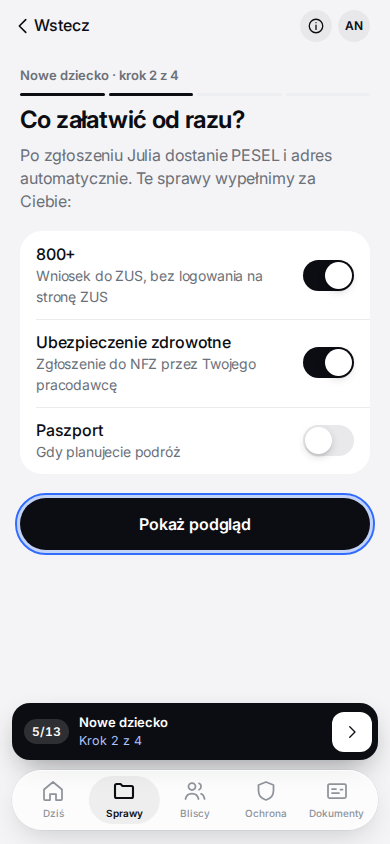 Wstecz
AN
Nowe dziecko · krok 2 z 4
Co załatwić od razu?
Po zgłoszeniu Julia dostanie PESEL i adres
automatycznie. Te sprawy wypełnimy za
Ciebie:
800+
Wniosek do ZUS, bez logowania na
stronę ZUS
Ubezpieczenie zdrowotne
Zgłoszenie do NFZ przez Twojego
pracodawcę
Paszport
Gdy planujecie podróż
Pokaż podgląd
5/13
Nowe dziecko
Krok 2 z 4
Dziś
Sprawy
Bliscy
Ochrona
Dokumenty